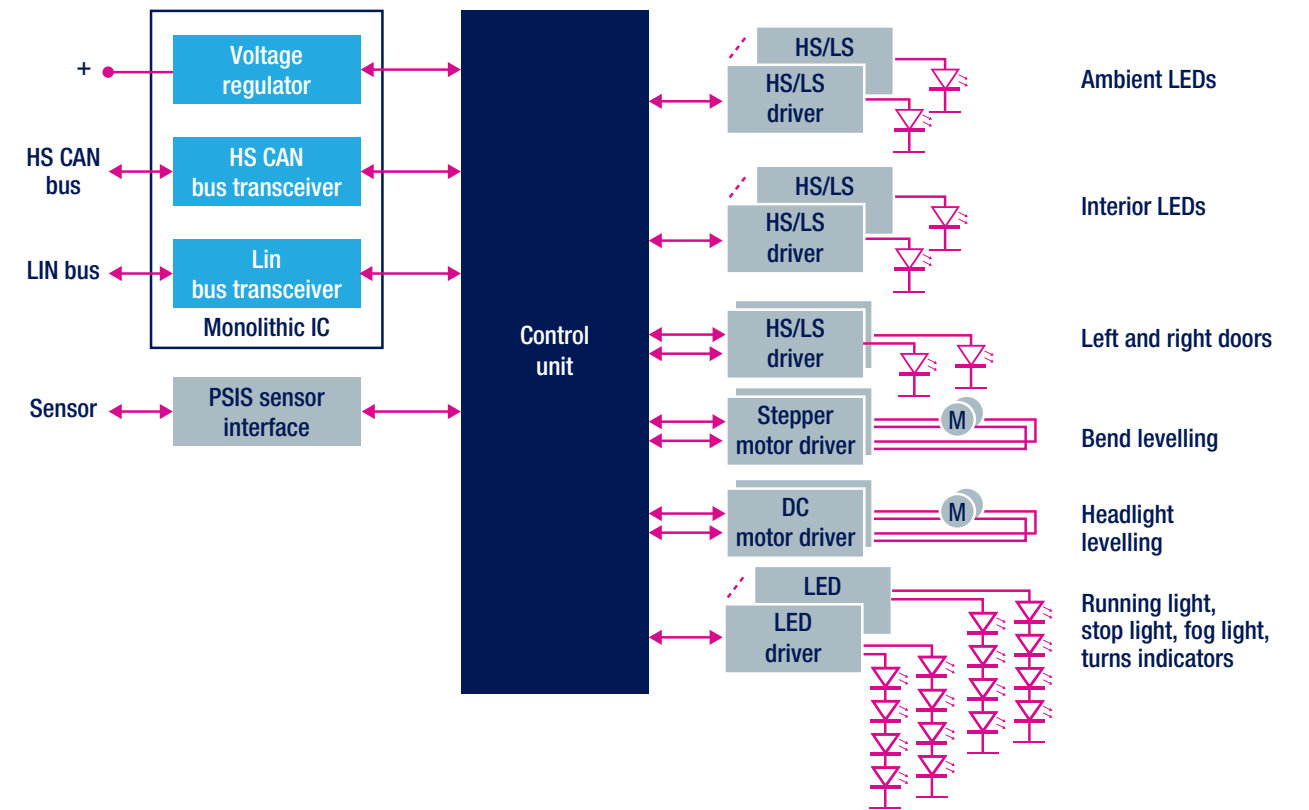 +
Voltage
regulator
HS CAN
bus
HS CAN
bus transceiver
LIN bus
Lin
bus transceiver
Monolithic IC
Sensor
PSIS sensor
interface
Control
unit
HS/LS
HS/LS
driver
Ambient LEDs
HS/LS
HS/LS
driver
Interior LEDs
HS/LS
driver
Left and right doors
Stepper
motor driver
M
Bend levelling
DC
motor driver
M
Headlight
levelling
LED
LED
driver
Running light,
stop light, fog light,
turns indicators